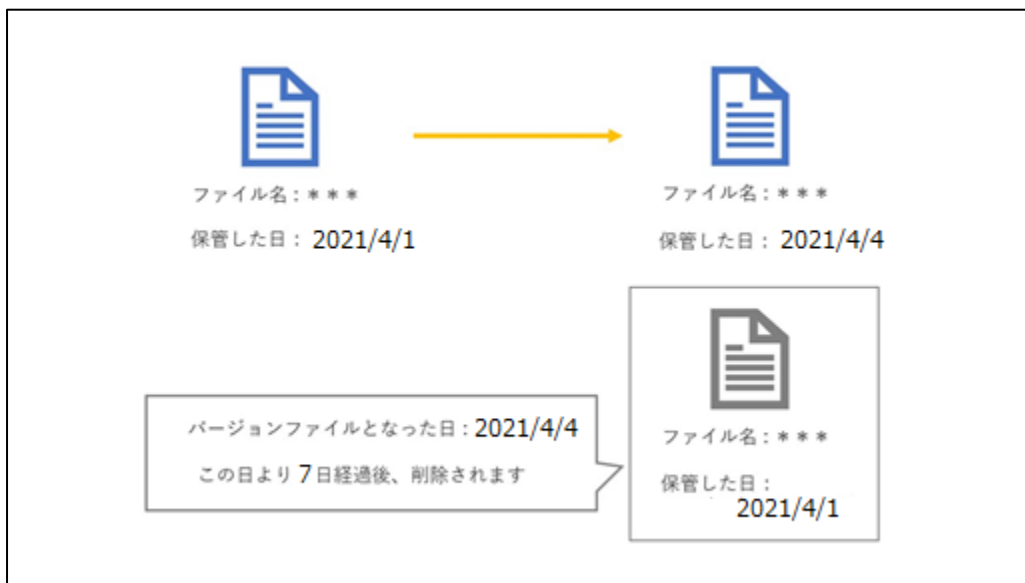 ファイル名：＊＊＊
保管した日： 2021/4/1
ファイル名：＊＊＊
保管した日： 2021/4/4
バージョンファイルとなった日：2021/4/4
この日より 7日経過後、削除されます
ファイル名：＊＊＊
保管した日：
2021/4/1